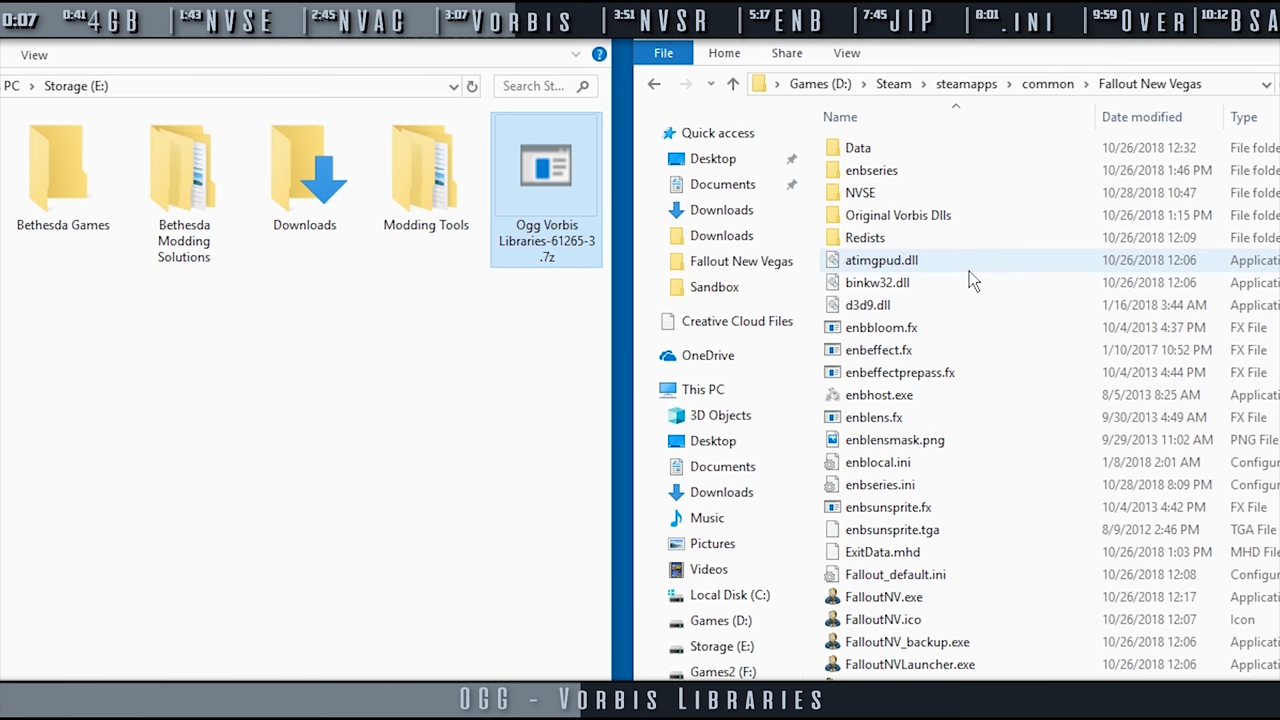 0:07 0:41 4GB 1:43 NVSE 2:45 NVAC 3:07 Vorbis 3:51 NVSR 5:17 ENB 7:45 JIP 8:01 .INI 9:59 Over 10:12 BSA
View
PC > Storage (E:)
Search St...
Bethesda Games
Bethesda
Modding
Solutions
Downloads
Modding Tools
Ogg Vorbis
Libraries-61265-3
.7z
File Home Share View
Games (D:) > Steam > steamapps > common > Fallout New Vegas
Quick access
Desktop
Documents
Downloads
Downloads
Fallout New Vegas
Sandbox
Creative Cloud Files
OneDrive
This PC
3D Objects
Desktop
Documents
Downloads
Music
Pictures
Videos
Local Disk (C:)
Games (D:)
Storage (E:)
Games2 (F:)
Name Date modified Type
Data 10/26/2018 12:32 File folde
enbseries 10/26/2018 1:46 PM File folde
NVSE 10/28/2018 10:47 File folde
Original Vorbis Dlls 10/26/2018 1:15 PM File folde
Redists 10/26/2018 12:09 File folde
atimgpud.dll 10/26/2018 12:06 Applicati
binkw32.dll 10/26/2018 12:06 Applicati
d3d9.dll 1/16/2018 3:44 AM Applicati
enbbloom.fx 10/4/2013 4:37 PM FX File
enbeffect.fx 1/10/2017 10:52 PM FX File
enbeffectprepass.fx 10/4/2013 4:44 PM FX File
enbhost.exe 8/5/2013 8:25 AM Applicati
enblens.fx 9/30/2013 4:49 AM FX File
enblensmask.png 9/29/2013 11:02 AM PNG File
enblocal.ini 1/8/2018 2:01 AM Configur
enbseries.ini 10/28/2018 8:09 PM Configur
enbsunsprite.fx 10/4/2013 4:42 PM FX File
enbsunsprite.tga 8/9/2012 2:46 PM TGA File
ExitData.mhd 10/26/2018 1:03 PM MHD File
Fallout_default.ini 10/26/2018 12:08 Configur
FalloutNV.exe 10/26/2018 12:17 Applicati
FalloutNV.ico 10/26/2018 12:07 Icon
FalloutNV_backup.exe 10/26/2018 12:06 Applicati
FalloutNVLauncher.exe 10/26/2018 12:06 Applicati
OGG - Vorbis Libraries